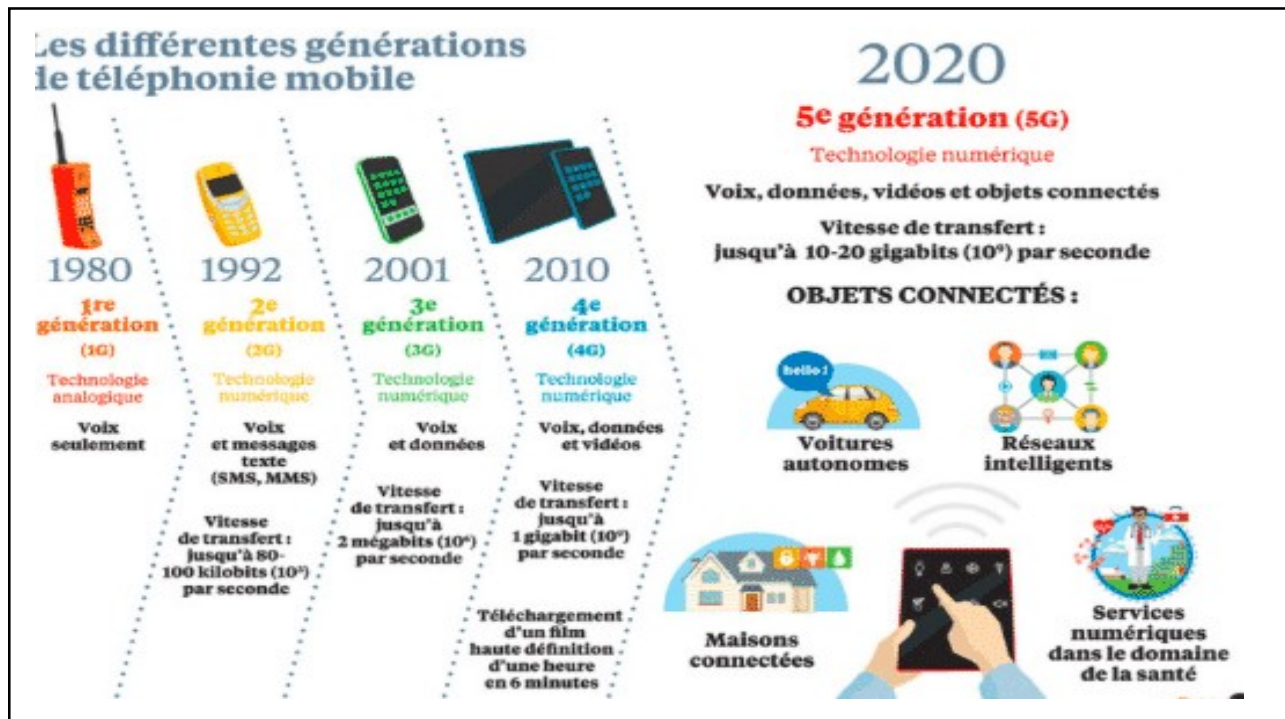 Les différentes générations
de téléphonie mobile
1980
1re
génération
(1G)
Technologie
analogique
Voix
seulement
1992
2e
génération
(2G)
Technologie
numérique
Voix
et messages
texte
(SMS, MMS)
Vitesse
de transfert :
jusqu'à 80-
100 kilobits (10³)
par seconde
2001
3e
génération
(3G)
Technologie
numérique
Voix
et données
Vitesse
de transfert :
jusqu'à
2 mégabits (10⁶)
par seconde
2010
4e
génération
(4G)
Technologie
numérique
Voix, données
et vidéos
Vitesse
de transfert :
jusqu'à
1 gigabit (10⁹)
par seconde
Téléchargement
d'un film
haute définition
d'une heure
en 6 minutes
2020
5e génération (5G)
Technologie numérique
Voix, données, vidéos et objets connectés
Vitesse de transfert :
jusqu'à 10-20 gigabits (10⁹) par seconde
OBJETS CONNECTÉS :
hello !
Voitures
autonomes
Réseaux
intelligents
Maisons
connectées
Services
numériques
dans le domaine
de la santé